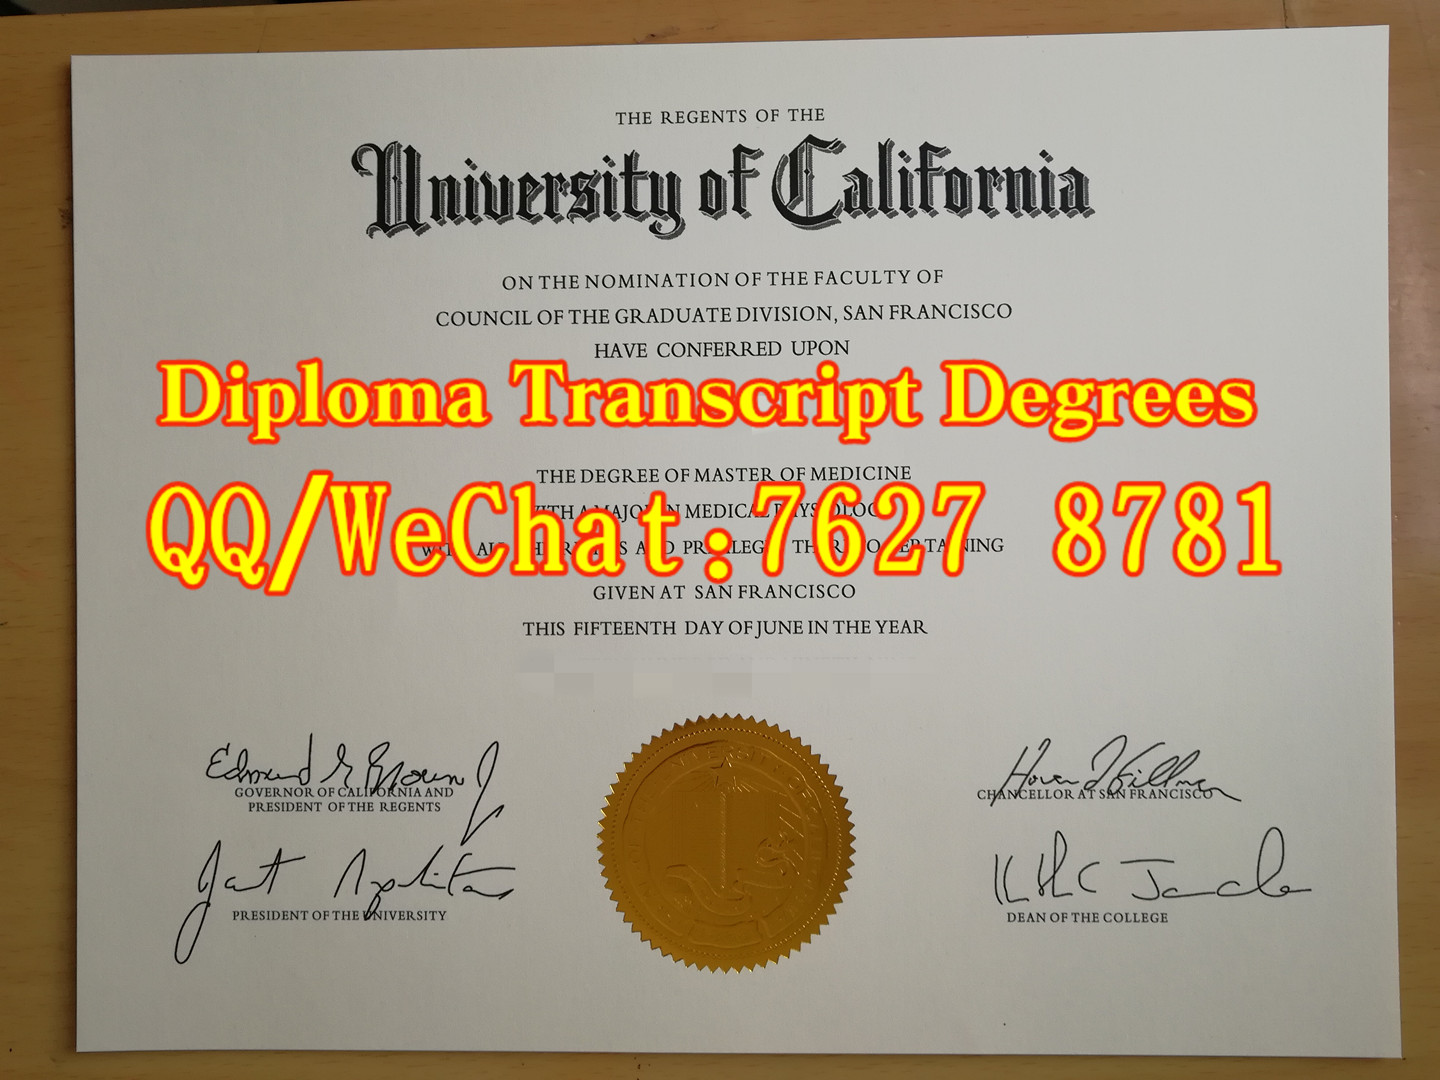 THE REGENTS OF THE
University of California
ON THE NOMINATION OF THE FACULTY OF
COUNCIL OF THE GRADUATE DIVISION, SAN FRANCISCO
HAVE CONFERRED UPON
Diploma Transcript Degrees
THE DEGREE OF MASTER OF MEDICINE
QQ/WeChat:7627 8781
MEDICAL
GIVEN AT SAN FRANCISCO
THIS FIFTEENTH DAY OF JUNE IN THE YEAR
GOVERNOR OF CALIFORNIA AND
PRESIDENT OF THE REGENTS
CHANCELLOR AT SAN FRANCISCO
PRESIDENT OF THE UNIVERSITY
DEAN OF THE COLLEGE